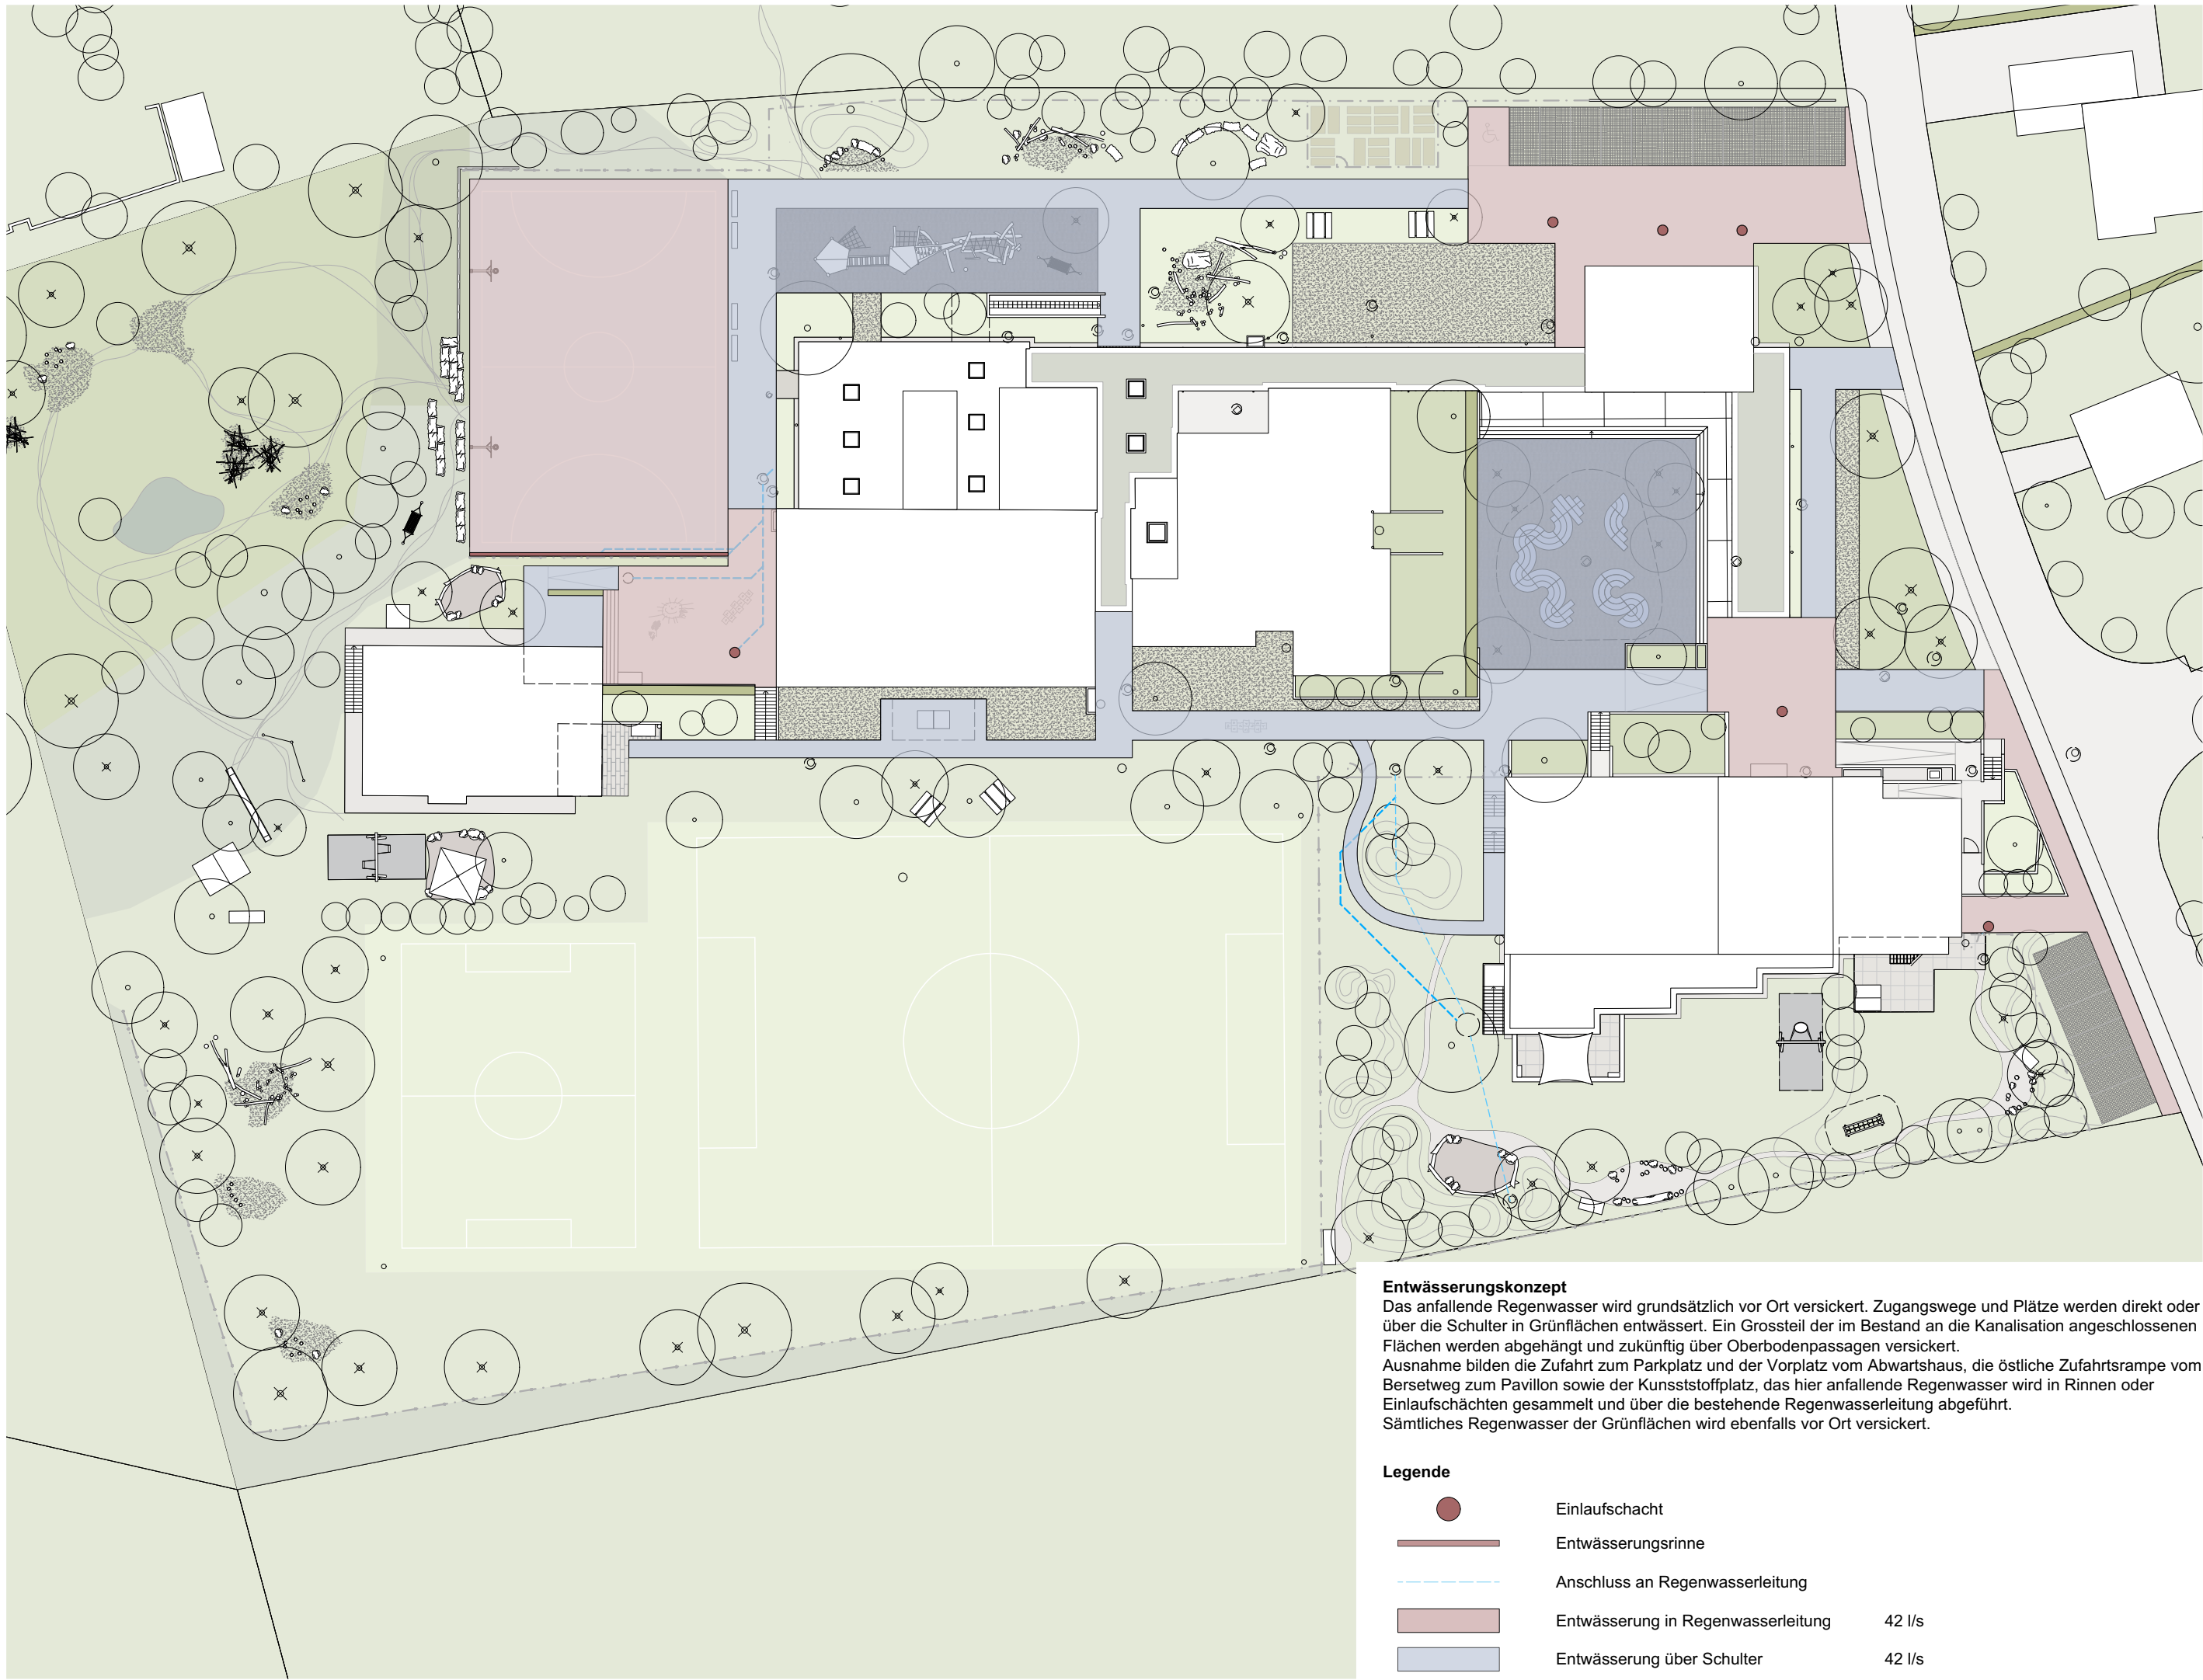 Entwässerungskonzept
Das anfallende Regenwasser wird grundsätzlich vor Ort versickert. Zugangswege und Plätze werden direkt oder
über die Schulter in Grünflächen entwässert. Ein Grossteil der im Bestand an die Kanalisation angeschlossenen
Flächen werden abgehängt und zukünftig über Oberbodenpassagen versickert.
Ausnahme bilden die Zufahrt zum Parkplatz und der Vorplatz vom Abwartshaus, die östliche Zufahrtsrampe vom
Bersetweg zum Pavillon sowie der Kunsststoffplatz, das hier anfallende Regenwasser wird in Rinnen oder
Einlaufschächten gesammelt und über die bestehende Regenwasserleitung abgeführt.
Sämtliches Regenwasser der Grünflächen wird ebenfalls vor Ort versickert.
Legende
Einlaufschacht
Entwässerungsrinne
Anschluss an Regenwasserleitung
Entwässerung in Regenwasserleitung 42 l/s
Entwässerung über Schulter 42 l/s